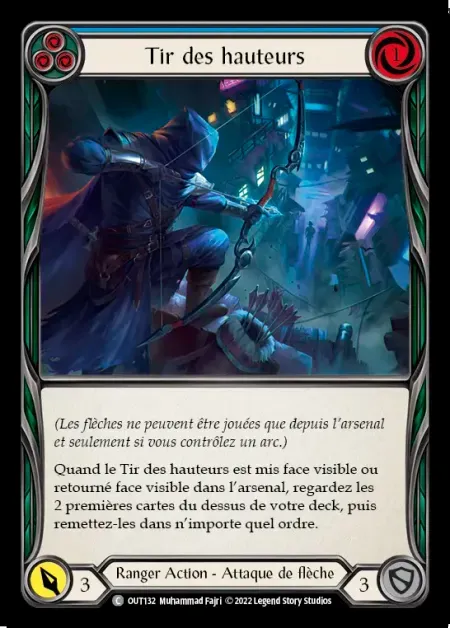 Tir des hauteurs
1
(Les flèches ne peuvent être jouées que depuis l'arsenal
et seulement si vous contrôlez un arc.)
Quand le Tir des hauteurs est mis face visible ou
retourné face visible dans l'arsenal, regardez les
2 premières cartes du dessus de votre deck, puis
remettez-les dans n'importe quel ordre.
3
Ranger Action - Attaque de flèche
3
C OUT132 Muhammad Fajri © 2022 Legend Story Studios